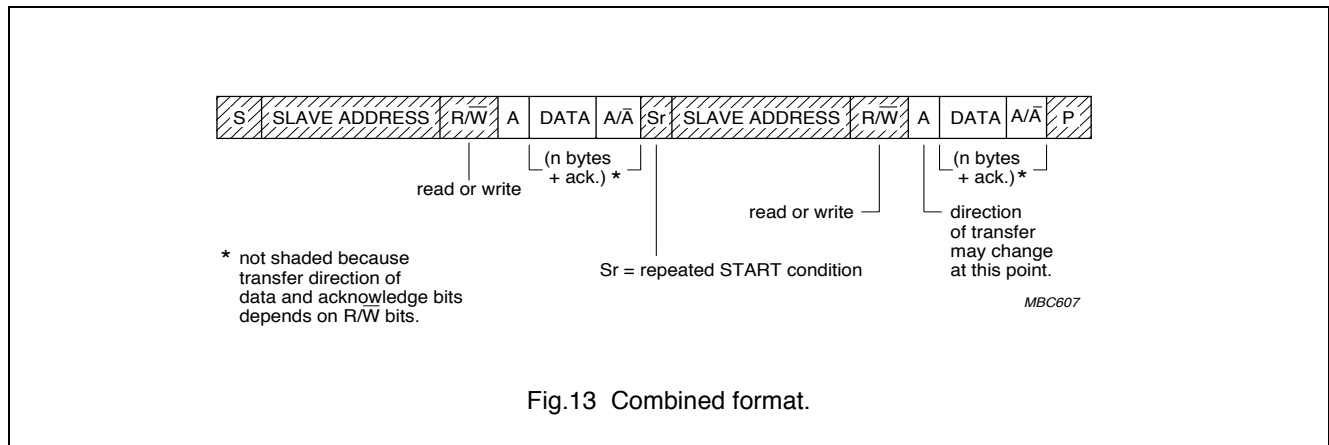 S SLAVE ADDRESS R/W̅ A DATA A/A̅ Sr SLAVE ADDRESS R/W̅ A DATA A/A̅ P
(n bytes
+ ack.) *
(n bytes
+ ack.) *
read or write
read or write
direction
of transfer
may change
at this point.
* not shaded because
transfer direction of
data and acknowledge bits
depends on R/W̅ bits.
Sr = repeated START condition
MBC607
Fig.13 Combined format.